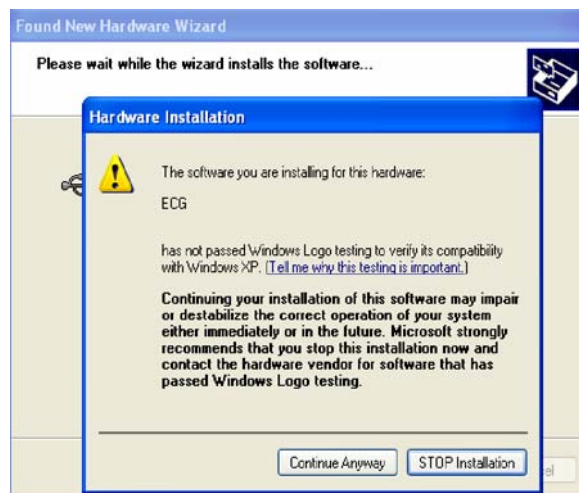 Found New Hardware Wizard
Please wait while the wizard installs the software...
Hardware Installation
The software you are installing for this hardware:
ECG
has not passed Windows Logo testing to verify its compatibility
with Windows XP. (Tell me why this testing is important.)
Continuing your installation of this software may impair
or destabilize the correct operation of your system
either immediately or in the future. Microsoft strongly
recommends that you stop this installation now and
contact the hardware vendor for software that has
passed Windows Logo testing.
Continue Anyway
STOP Installation